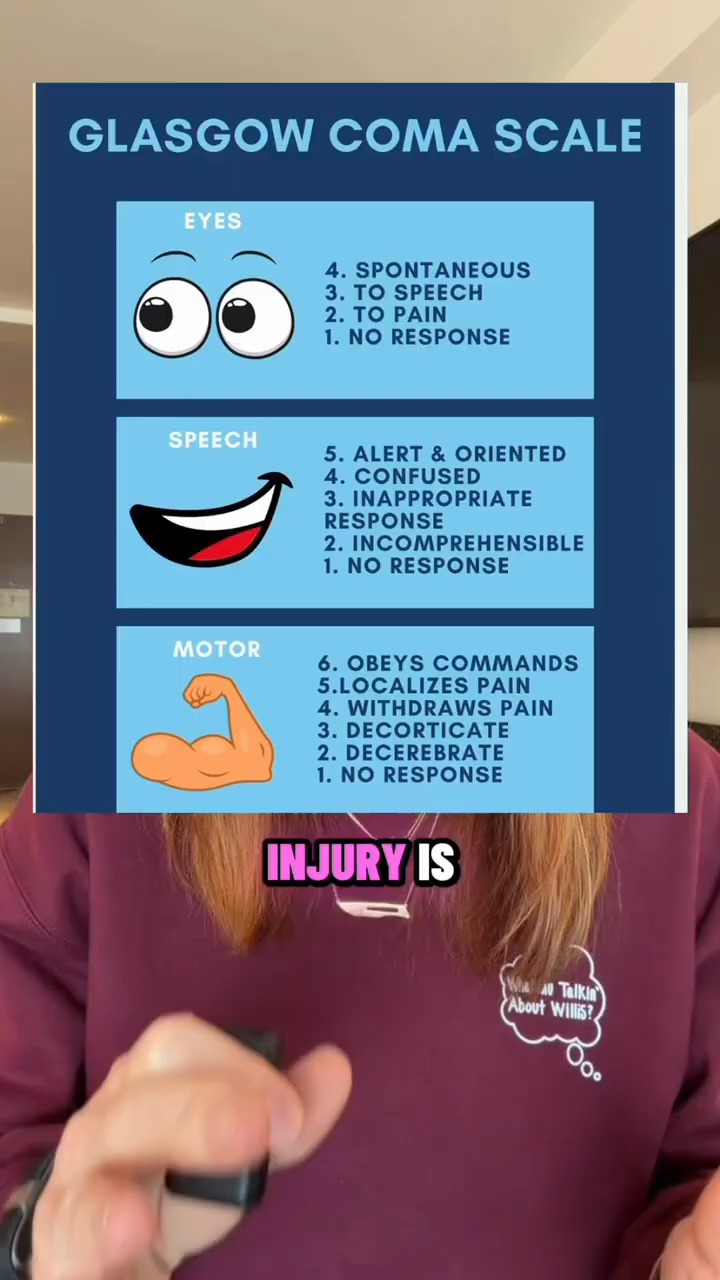 GLASGOW COMA SCALE
EYES
4. SPONTANEOUS
3. TO SPEECH
2. TO PAIN
1. NO RESPONSE
SPEECH
5. ALERT & ORIENTED
4. CONFUSED
3. INAPPROPRIATE
RESPONSE
2. INCOMPREHENSIBLE
1. NO RESPONSE
MOTOR
6. OBEYS COMMANDS
5.LOCALIZES PAIN
4. WITHDRAWS PAIN
3. DECORTICATE
2. DECEREBRATE
1. NO RESPONSE
INJURY IS
Talkin'
About Willis?